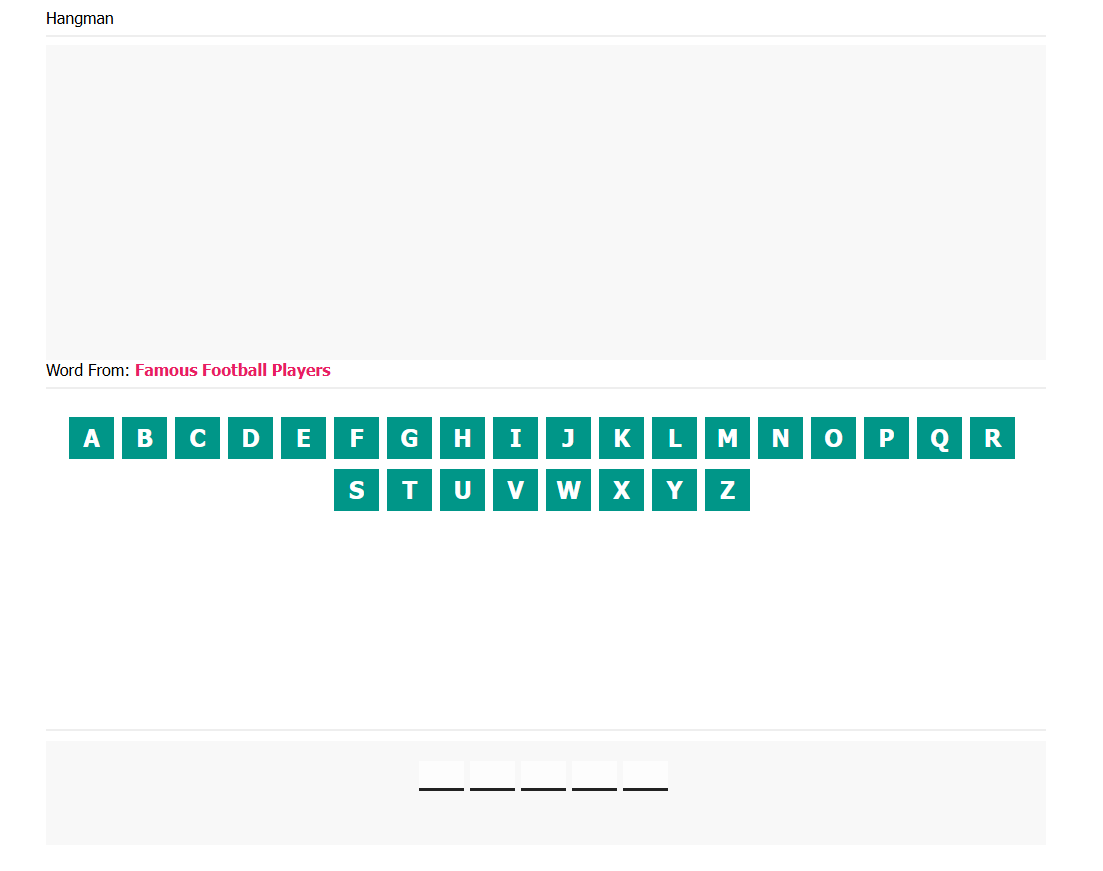 Hangman
Word From: Famous Football Players
A B C D E F G H I J K L M N O P Q R
S T U V W X Y Z